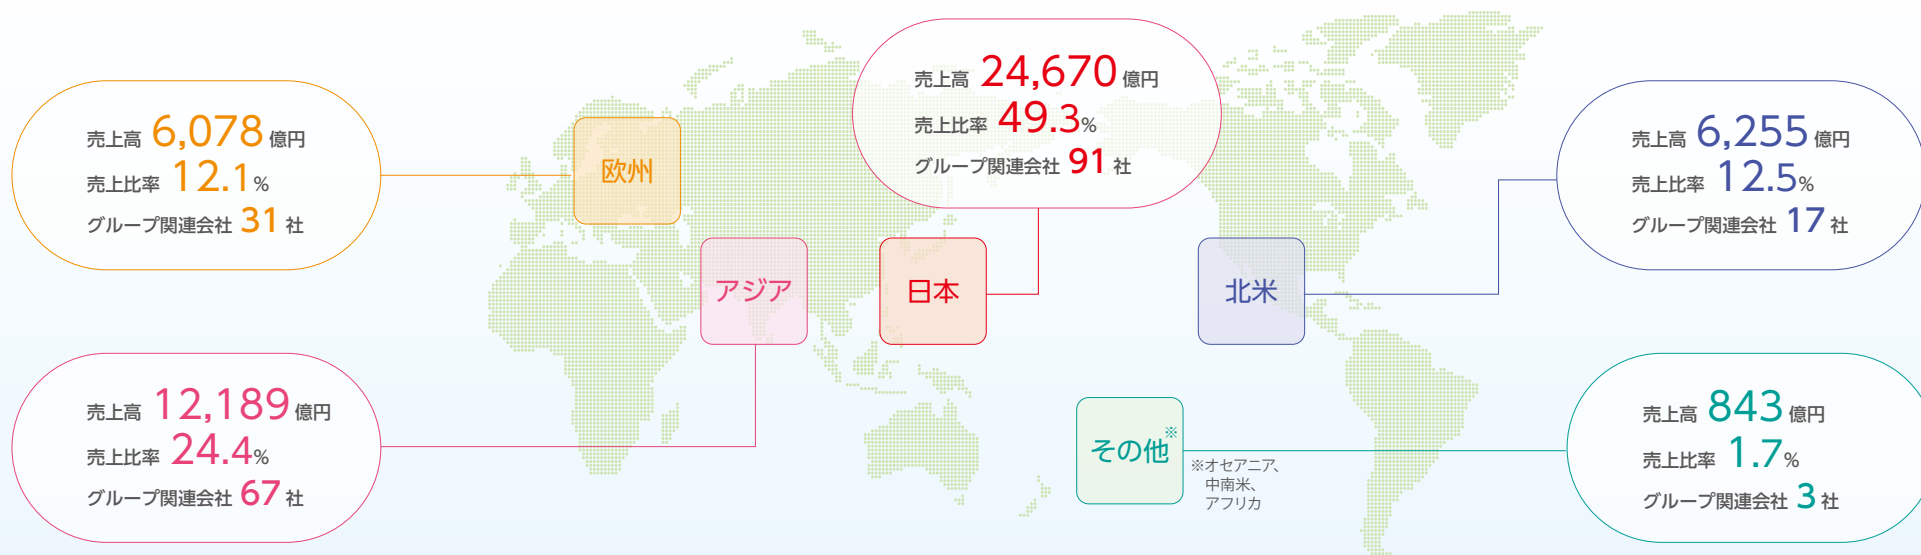 売上高 6,078 億円
売上比率 12.1%
グループ関連会社 31 社
欧州
売上高 24,670 億円
売上比率 49.3%
グループ関連会社 91 社
日本
売上高 6,255 億円
売上比率 12.5%
グループ関連会社 17 社
北米
アジア
売上高 12,189 億円
売上比率 24.4%
グループ関連会社 67 社
その他※
※オセアニア、
中南米、
アフリカ
売上高 843 億円
売上比率 1.7%
グループ関連会社 3 社